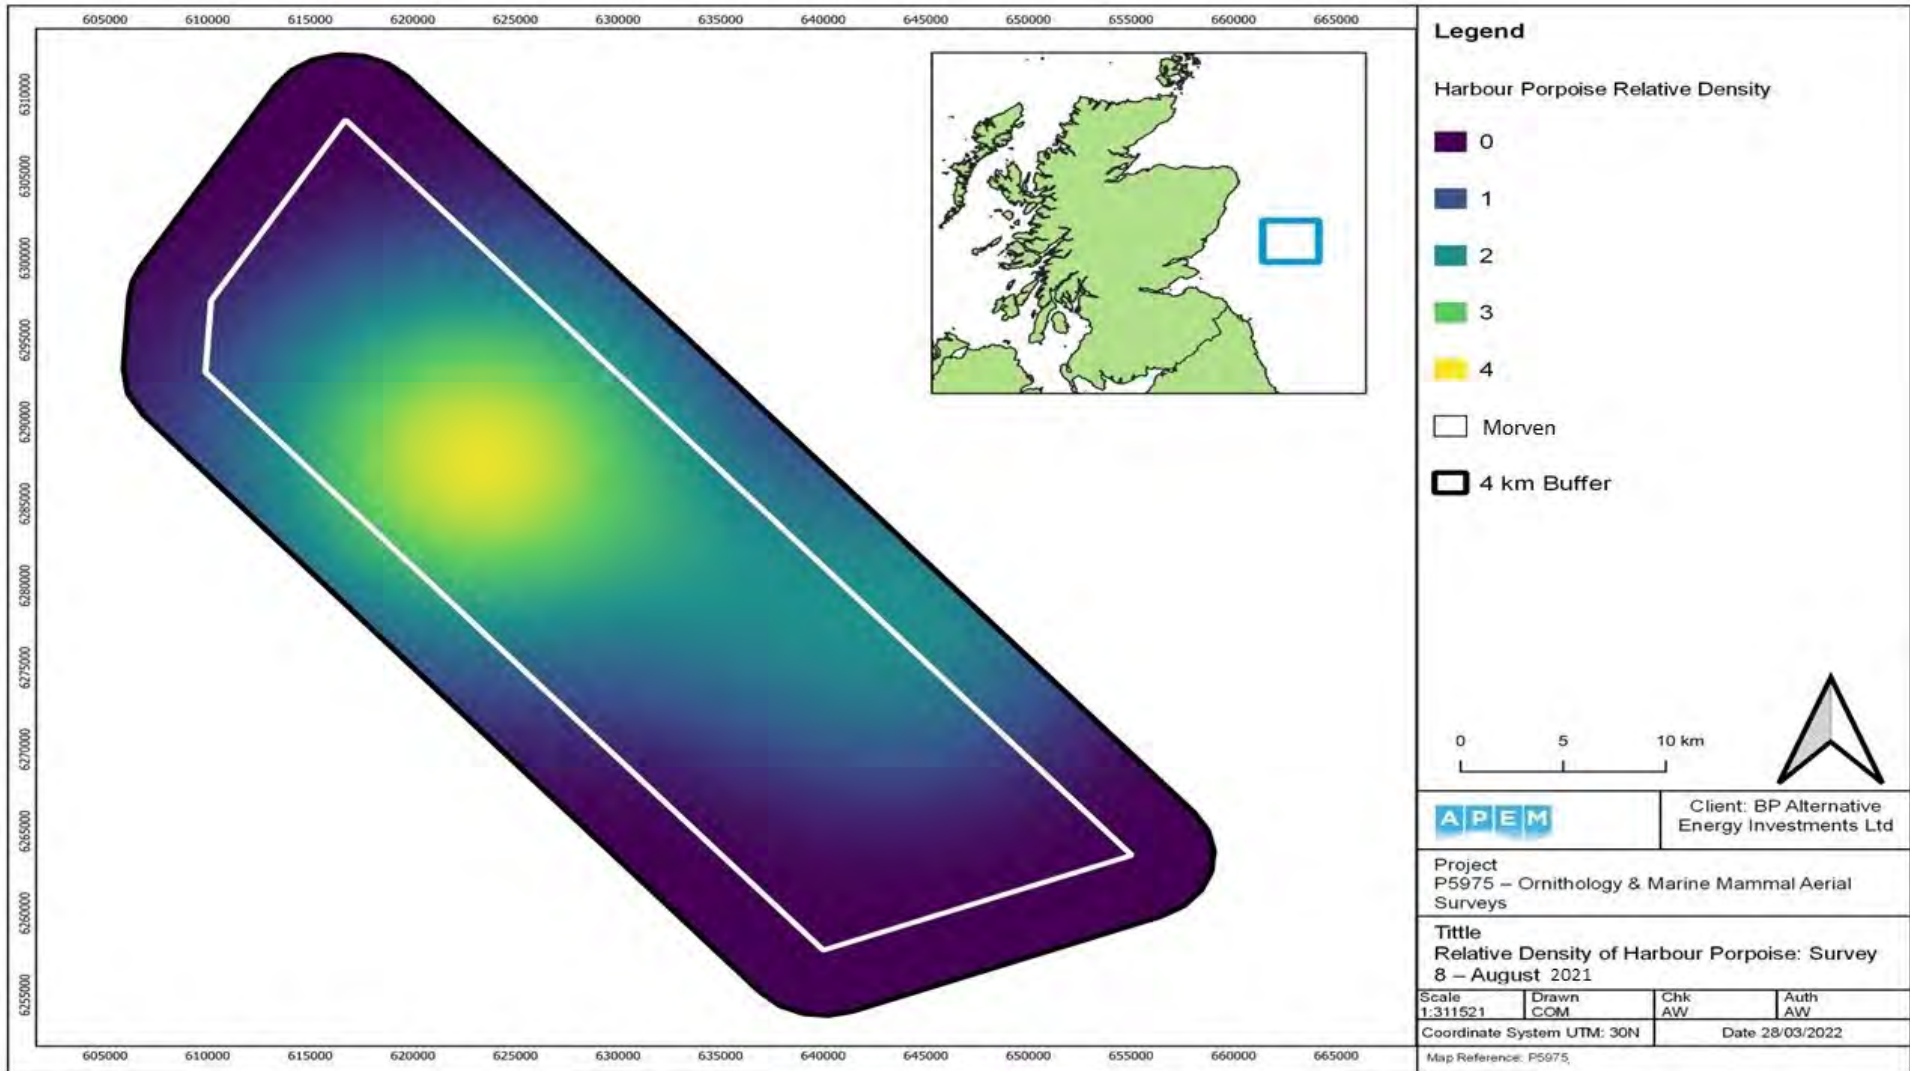 605000 610000 615000 620000 625000 630000 635000 640000 645000 650000 655000 660000 665000
6310000
6305000
6300000
6295000
6290000
6285000
6280000
6275000
6270000
6265000
6260000
6255000
605000 610000 615000 620000 625000 630000 635000 640000 645000 650000 655000 660000 665000
Legend
Harbour Porpoise Relative Density
0
1
2
3
4
Morven
4 km Buffer
0 5 10 km
APEM
Client: BP Alternative
Energy Investments Ltd
Project
P5975 – Ornithology & Marine Mammal Aerial
Surveys
Tittle
Relative Density of Harbour Porpoise: Survey
8 – August 2021
Scale Drawn Chk Auth
1:311521 COM AW AW
Coordinate System UTM: 30N Date 28/03/2022
Map Reference: P5975